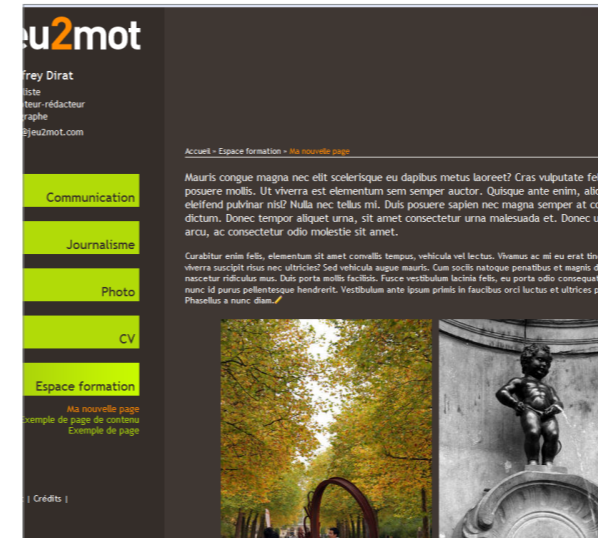 eu2mot
frey Dirat
liste
teur-rédacteur
raphe
@jeu2mot.com
Accueil » Espace formation » Ma nouvelle page
Mauris congue magna nec elit scelerisque eu dapibus metus laoreet? Cras vulputate fel
posuere mollis. Ut viverra est elementum sem semper auctor. Quisque ante enim, aliq
eleifend pulvinar nisl? Nulla nec tellus mi. Duis posuere sapien nec magna semper at co
dictum. Donec tempor aliquet urna, sit amet consectetur urna malesuada et. Donec u
arcu, ac consectetur odio molestie sit amet.
Curabitur enim felis, elementum sit amet convallis tempus, vehicula vel lectus. Vivamus ac mi eu erat tin
viverra suscipit risus nec ultricies? Sed vehicula augue mauris. Cum sociis natoque penatibus et magnis d
nascetur ridiculus mus. Duis porta mollis facilisis. Fusce vestibulum lacinia felis, eu porta odio consequat
nunc id purus pellentesque hendrerit. Vestibulum ante ipsum primis in faucibus orci luctus et ultrices p
Phasellus a nunc diam.
Communication
Journalisme
Photo
CV
Espace formation
Ma nouvelle page
Exemple de page de contenu
Exemple de page
| Crédits |